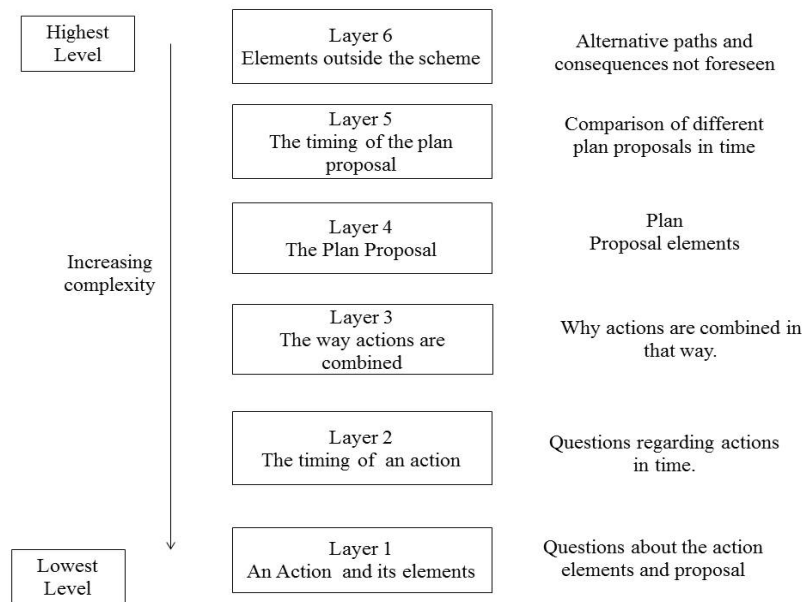 Highest
Level
Layer 6
Elements outside the scheme
Alternative paths and
consequences not foreseen
Layer 5
The timing of the plan
proposal
Comparison of different
plan proposals in time
Layer 4
The Plan Proposal
Plan
Proposal elements
Increasing
complexity
Layer 3
The way actions are
combined
Why actions are combined in
that way.
Layer 2
The timing of an action
Questions regarding actions
in time.
Layer 1
An Action and its elements
Questions about the action
elements and proposal
Lowest
Level